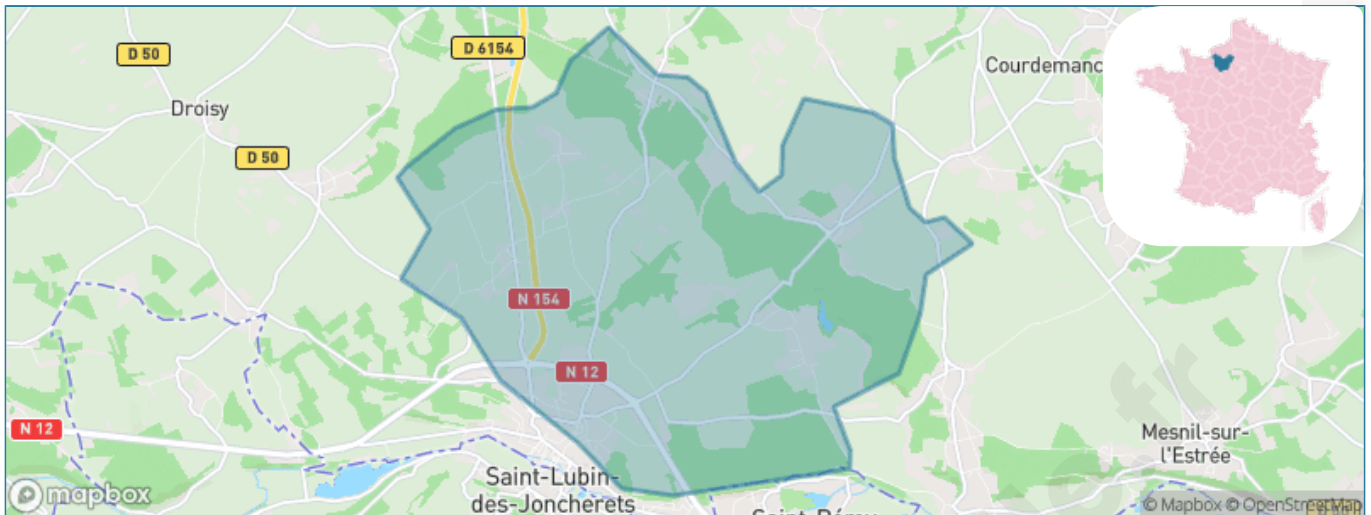 D 50
D 6154
Courdemanc
Droisy
D 50
N 154
N 12
N 12
Mesnil-sur-
l'Estrée
Saint-Lubin-
des-Joncherets
mapbox
© Mapbox © OpenStreetMap